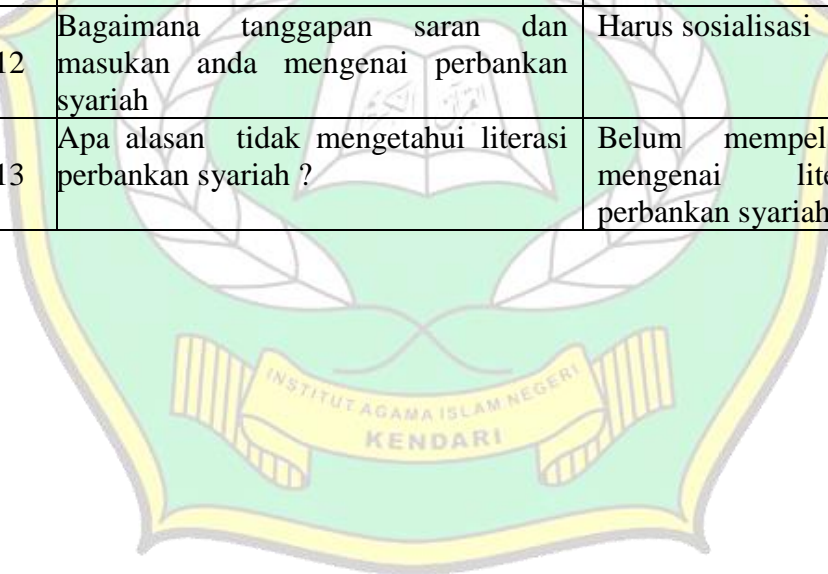 12 Bagaimana tanggapan saran dan
masukan anda mengenai perbankan
syariah
Harus sosialisasi
13 Apa alasan tidak mengetahui literasi
perbankan syariah ?
Belum
mengenai
perbankan syariah
INSTITUT AGAMA ISLAM NEGERI
KENDARI